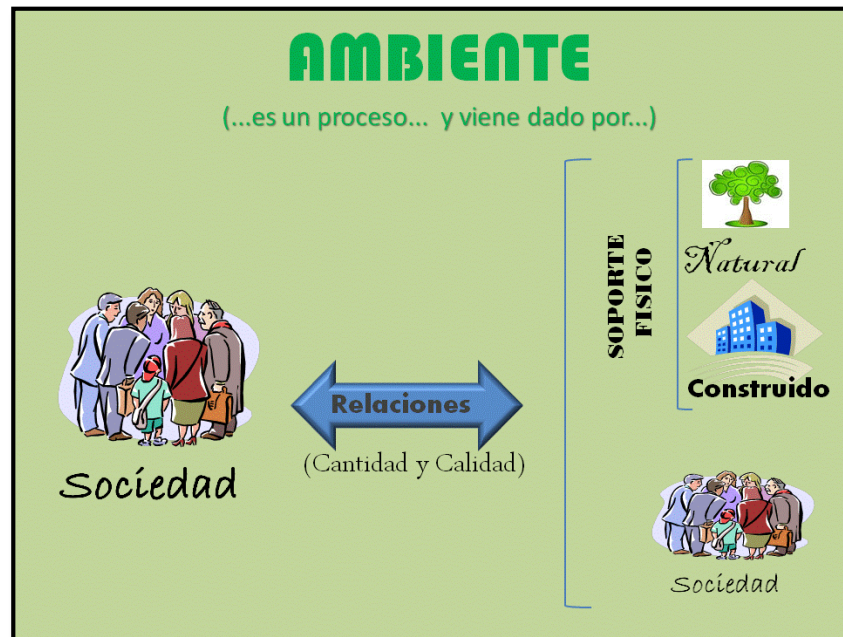 AMBIENTE
(...es un proceso... y viene dado por...)
SOPORTE
FISICO
Natural
Construido
Sociedad
Relaciones
(Cantidad y Calidad)
Sociedad